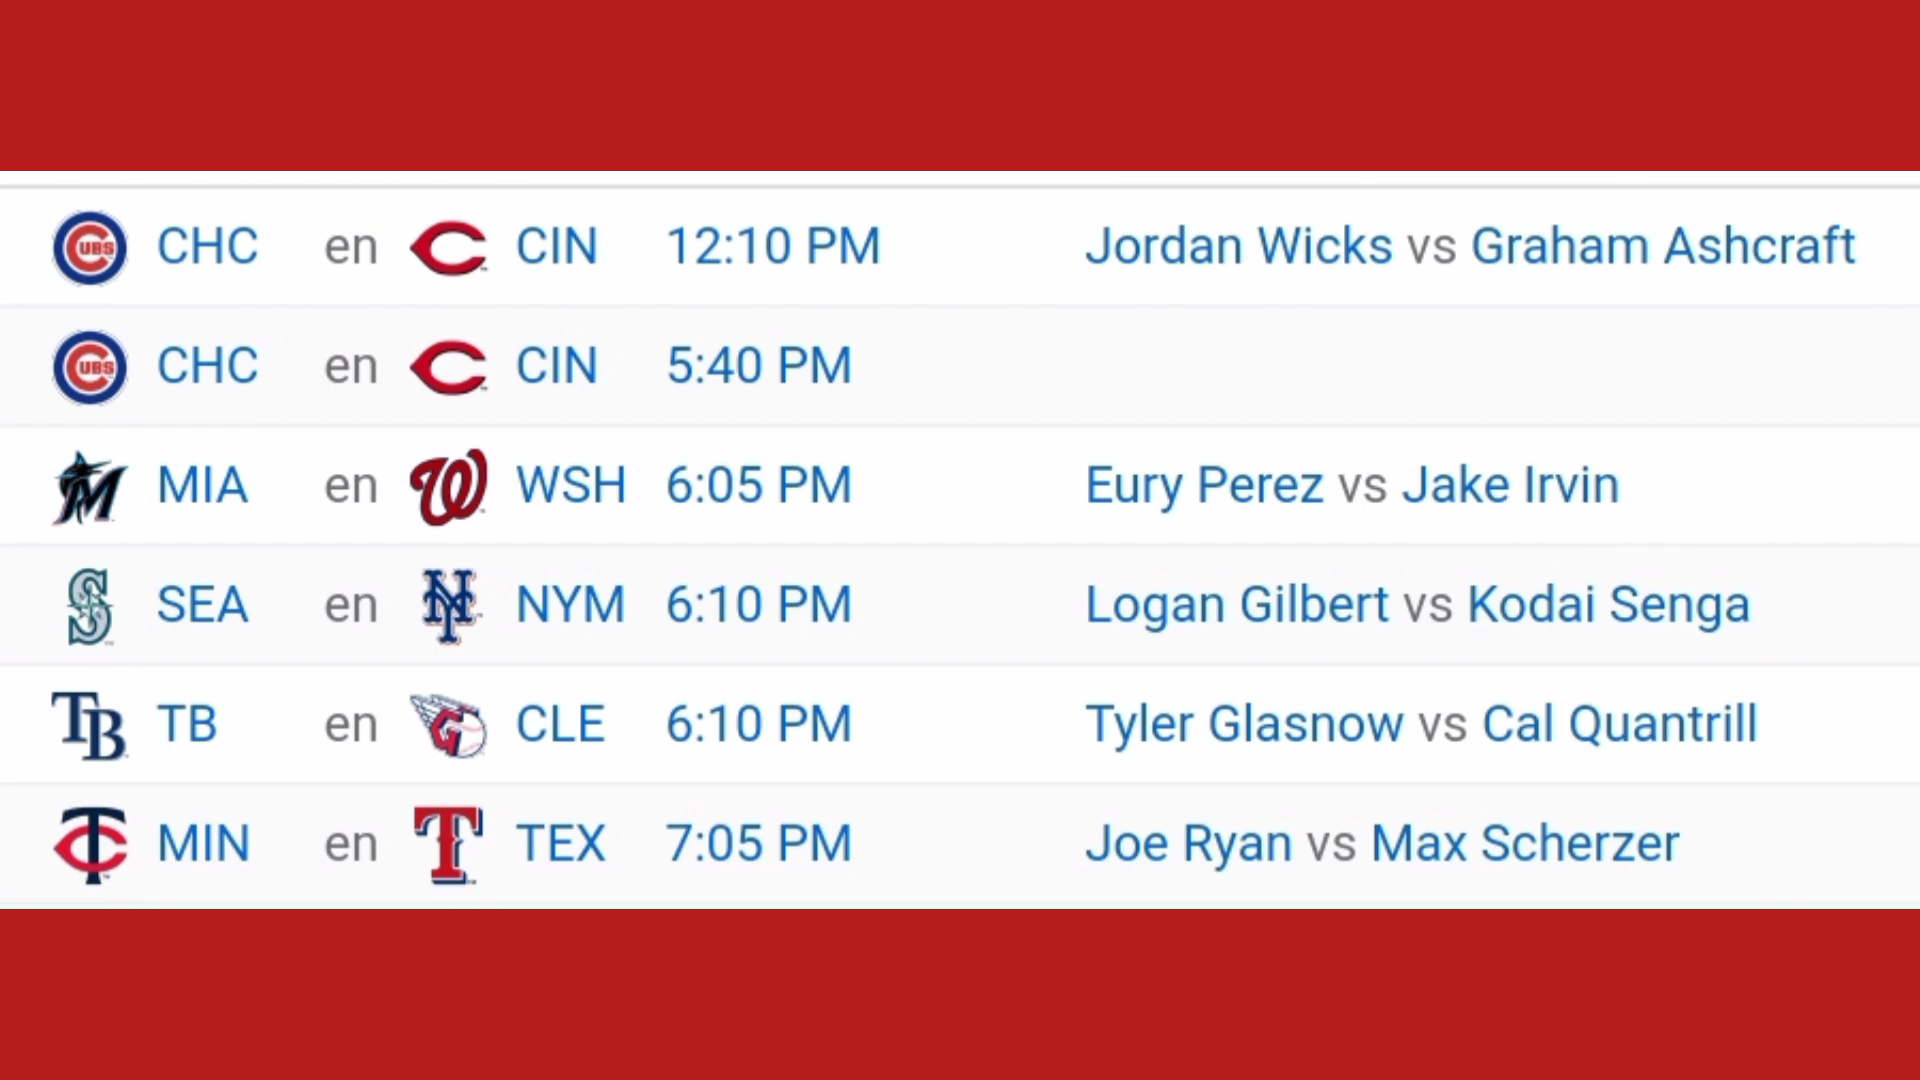 CHC en CIN 12:10 PM Jordan Wicks vs Graham Ashcraft
CHC en CIN 5:40 PM
MIA en WSH 6:05 PM Eury Perez vs Jake Irvin
SEA en NYM 6:10 PM Logan Gilbert vs Kodai Senga
TB en CLE 6:10 PM Tyler Glasnow vs Cal Quantrill
MIN en TEX 7:05 PM Joe Ryan vs Max Scherzer